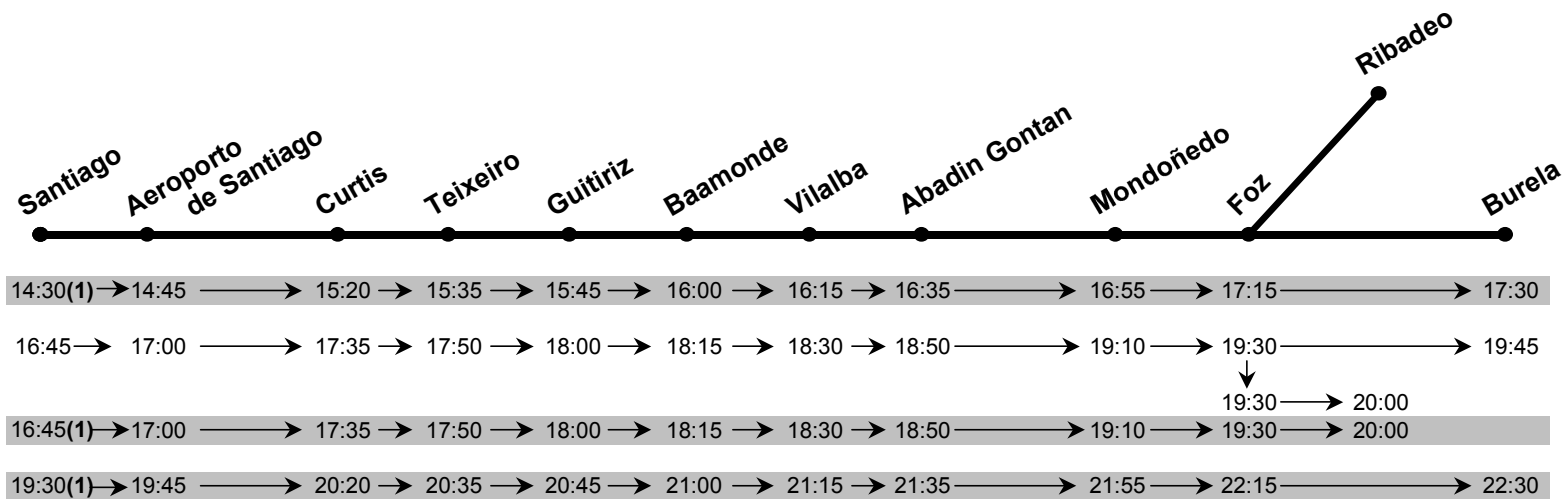 Ribadeo
Santiago
Aeroporto
de Santiago
Curtis
Teixeiro
Guitiriz
Baamonde
Vilalba
Abadin Gontan
Mondoñedo
Foz
Burela
14:30(1) 14:45 15:20 15:35 15:45 16:00 16:15 16:35 16:55 17:15 17:30
16:45 17:00 17:35 17:50 18:00 18:15 18:30 18:50 19:10 19:30 19:45
19:30 20:00
16:45(1) 17:00 17:35 17:50 18:00 18:15 18:30 18:50 19:10 19:30 20:00
19:30(1) 19:45 20:20 20:35 20:45 21:00 21:15 21:35 21:55 22:15 22:30